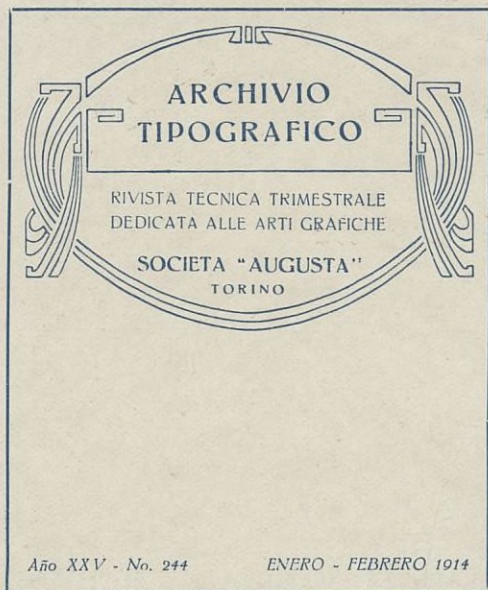 ARCHIVIO
TIPOGRAFICO
RIVISTA TECNICA TRIMESTRALE
DEDICATA ALLE ARTI GRAFICHE
SOCIETA "AUGUSTA"
TORINO
Año XXV - No. 244 ENERO - FEBRERO 1914